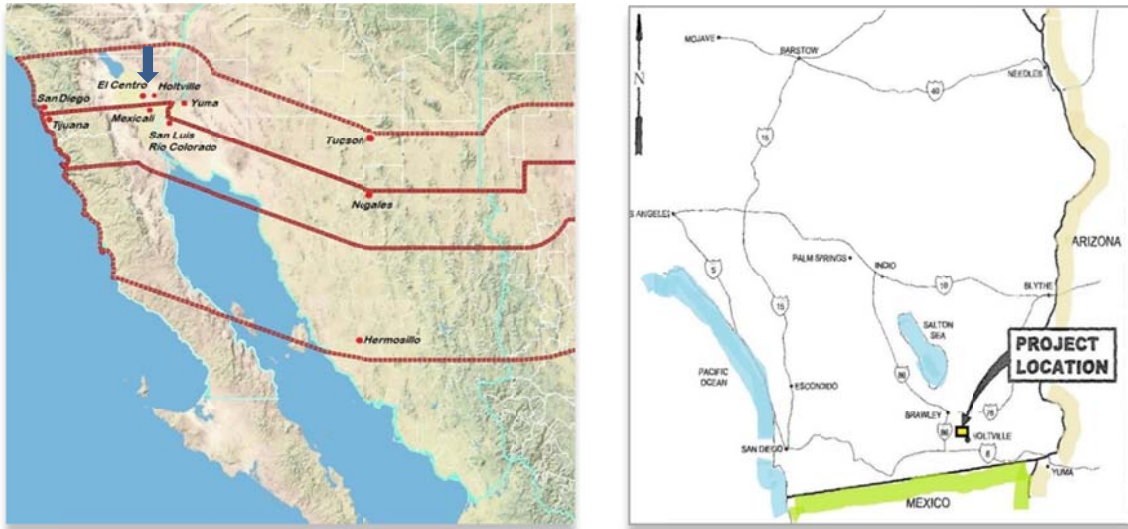 El Centro
Holtville
San Diego
Yuma
Mexicali
Tijuana
San Luis
Rio Colorado
Tucson
Nogales
Hermosillo
N
MOJAVE
BARSTOW
NEEDLES
40
15
S ANGELES
ARIZONA
PALM SPRINGS
INDIO
5
10
BLYTHE
15
SALTON
SEA
PROJECT
LOCATION
PACIFIC
OCEAN
86
ESCONDIDO
BRAWLEY
78
86
HOLTVILLE
SAN DIEGO
8
YUMA
MEXICO